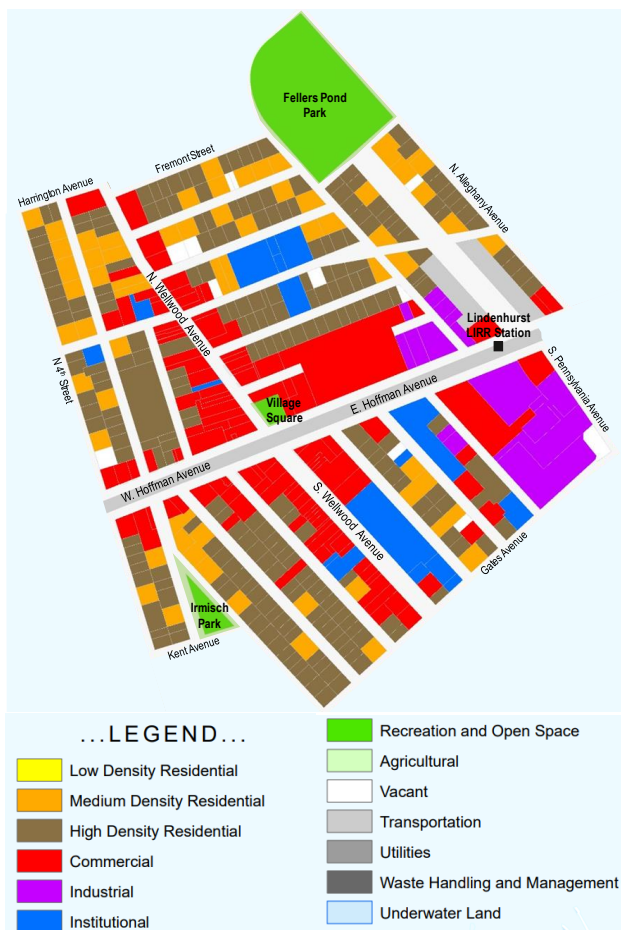 Fellers Pond
Park
Fremont Street
Harrington Avenue
N. Alleghany Avenue
N. Wellwood Avenue
Lindenhurst
LIRR Station
N 4th Street
S. Pennsylvania Avenue
Village
Square
E. Hoffman Avenue
W. Hoffman Avenue
S. Wellwood Avenue
Gates Avenue
Irmisch
Park
Kent Avenue
...LEGEND...
Low Density Residential
Medium Density Residential
High Density Residential
Commercial
Industrial
Institutional
Recreation and Open Space
Agricultural
Vacant
Transportation
Utilities
Waste Handling and Management
Underwater Land